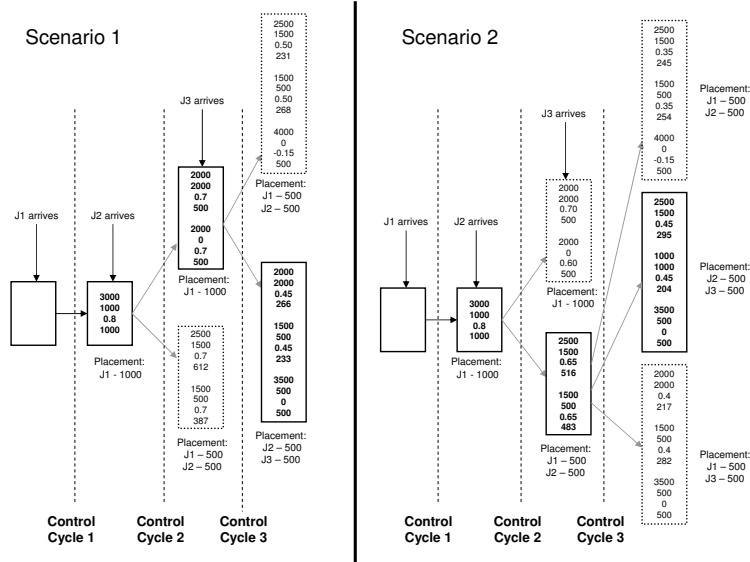 Scenario 1
J1 arrives
J2 arrives
3000
1000
0.8
1000
Placement:
J1 - 1000
J3 arrives
2000
2000
0.7
500
2000
0
0.7
500
Placement:
J1 - 1000
2500
1500
0.7
612
1500
500
0.7
387
Placement:
J1 – 500
J2 – 500
2500
1500
0.50
231
1500
500
0.50
268
4000
0
-0.15
500
Placement:
J1 – 500
J2 – 500
2000
2000
0.45
266
1500
500
0.45
233
3500
500
0
500
Placement:
J2 – 500
J3 – 500
Control
Cycle 1
Control
Cycle 2
Control
Cycle 3
Scenario 2
J1 arrives
J2 arrives
3000
1000
0.8
1000
Placement:
J1 - 1000
J3 arrives
2000
2000
0.70
500
2000
0
0.60
500
Placement:
J1 - 1000
2500
1500
0.65
516
1500
500
0.65
483
Placement:
J1 – 500
J2 – 500
2500
1500
0.35
245
1500
500
0.35
254
4000
0
-0.15
500
Placement:
J1 – 500
J2 – 500
2500
1500
0.45
295
1000
1000
0.45
204
3500
500
0
500
Placement:
J2 – 500
J3 – 500
2000
2000
0.4
217
1500
500
0.4
282
3500
500
0
500
Placement:
J1 – 500
J3 – 500
Control
Cycle 1
Control
Cycle 2
Control
Cycle 3